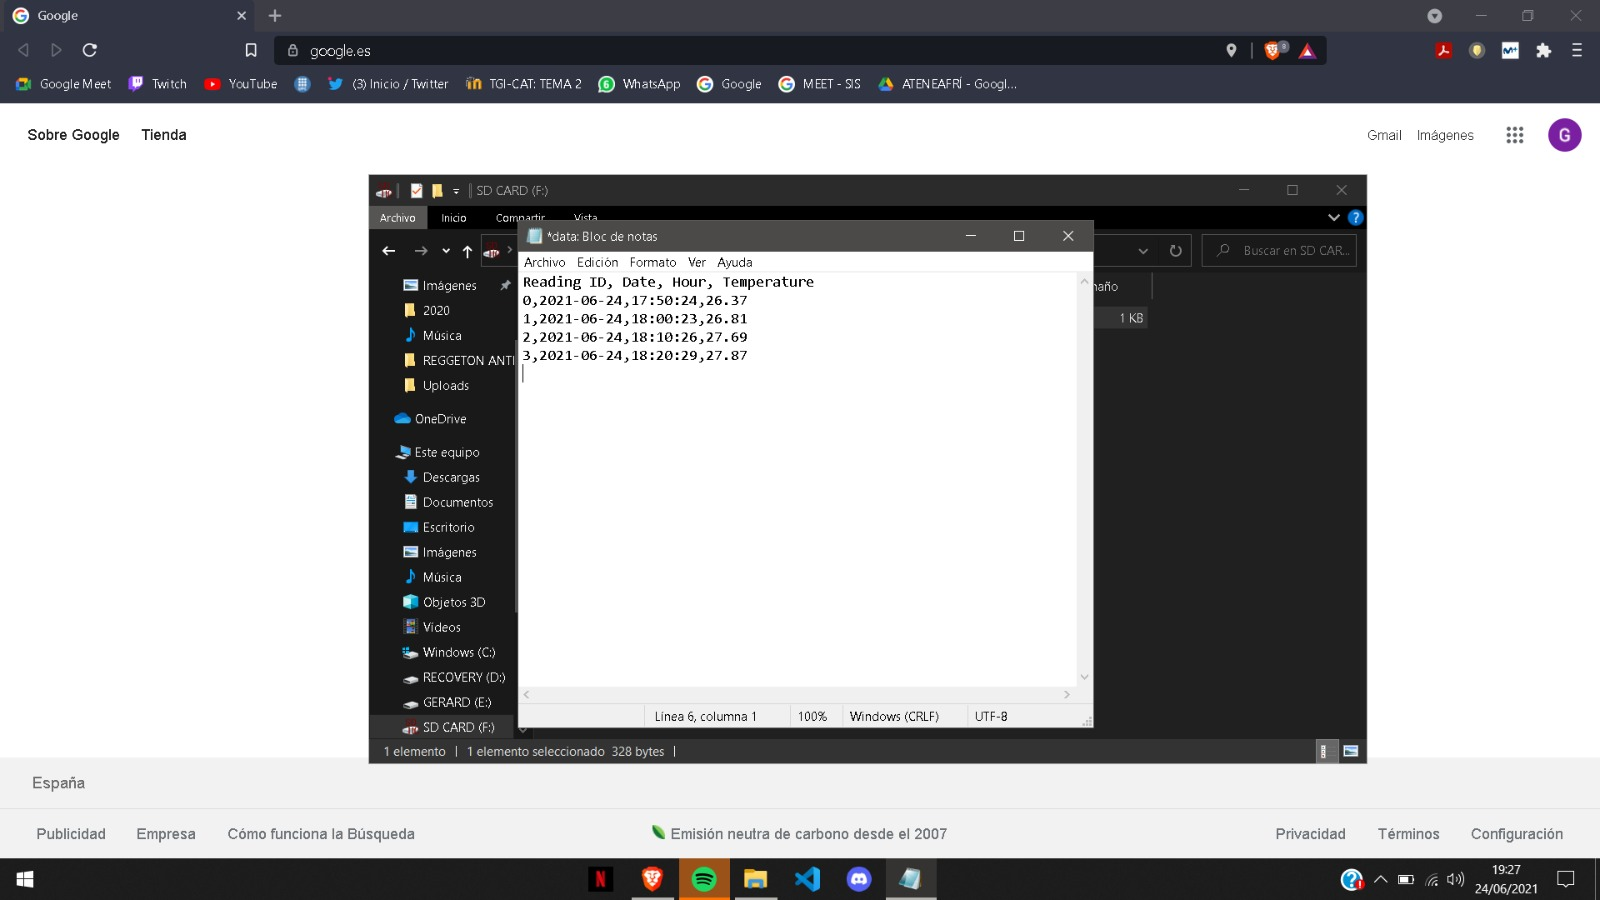 Google
google.es
8
Google Meet
Twitch
YouTube
(3) Inicio / Twitter
TGI-CAT: TEMA 2
6
WhatsApp
Google
MEET - SIS
ATENEAFRÍ - Googl...
Sobre Google
Tienda
Gmail
Imágenes
G
SD CARD (F:)
Archivo
Inicio
Compartir
Vista
?
Buscar en SD CAR...
*data: Bloc de notas
Archivo Edición Formato Ver Ayuda
Reading ID, Date, Hour, Temperature
0,2021-06-24,17:50:24,26.37
1,2021-06-24,18:00:23,26.81
2,2021-06-24,18:10:26,27.69
3,2021-06-24,18:20:29,27.87
Línea 6, columna 1
100%
Windows (CRLF)
UTF-8
1 KB
Imágenes
2020
Música
REGGETON ANTI
Uploads
OneDrive
Este equipo
Descargas
Documentos
Escritorio
Imágenes
Música
Objetos 3D
Vídeos
Windows (C:)
RECOVERY (D:)
GERARD (E:)
SD CARD (F:)
1 elemento | 1 elemento seleccionado 328 bytes |
España
Publicidad
Empresa
Cómo funciona la Búsqueda
Emisión neutra de carbono desde el 2007
Privacidad
Términos
Configuración
N
19:27
24/06/2021